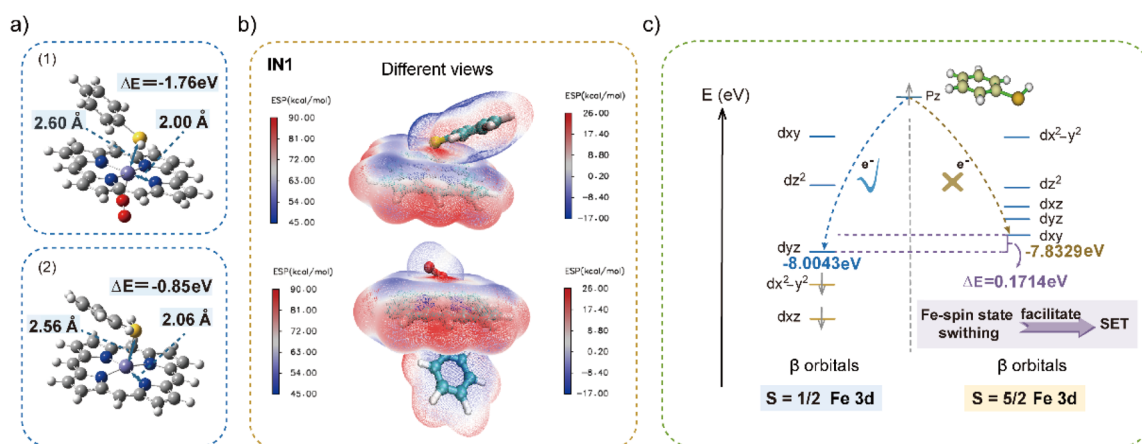 a)
(1)
ΔE=-1.76eV
2.60 Å
2.00 Å
(2)
ΔE=-0.85eV
2.56 Å
2.06 Å
b)
IN1
Different views
ESP(kcal/mol)
90.00
81.00
72.00
63.00
54.00
45.00
ESP(kcal/mol)
26.00
17.40
8.80
0.20
-8.40
-17.00
ESP(kcal/mol)
90.00
81.00
72.00
63.00
54.00
45.00
ESP(kcal/mol)
26.00
17.40
8.80
0.20
-8.40
-17.00
c)
E (eV)
Pz
dxy
dz²
dyz
-8.0043eV
dx²-y²
dxz
e⁻
e⁻
dx²-y²
dz²
dxz
dyz
dxy
-7.8329eV
ΔE=0.1714eV
Fe-spin state facilitate SET
swithing
β orbitals
β orbitals
S = 1/2 Fe 3d
S = 5/2 Fe 3d